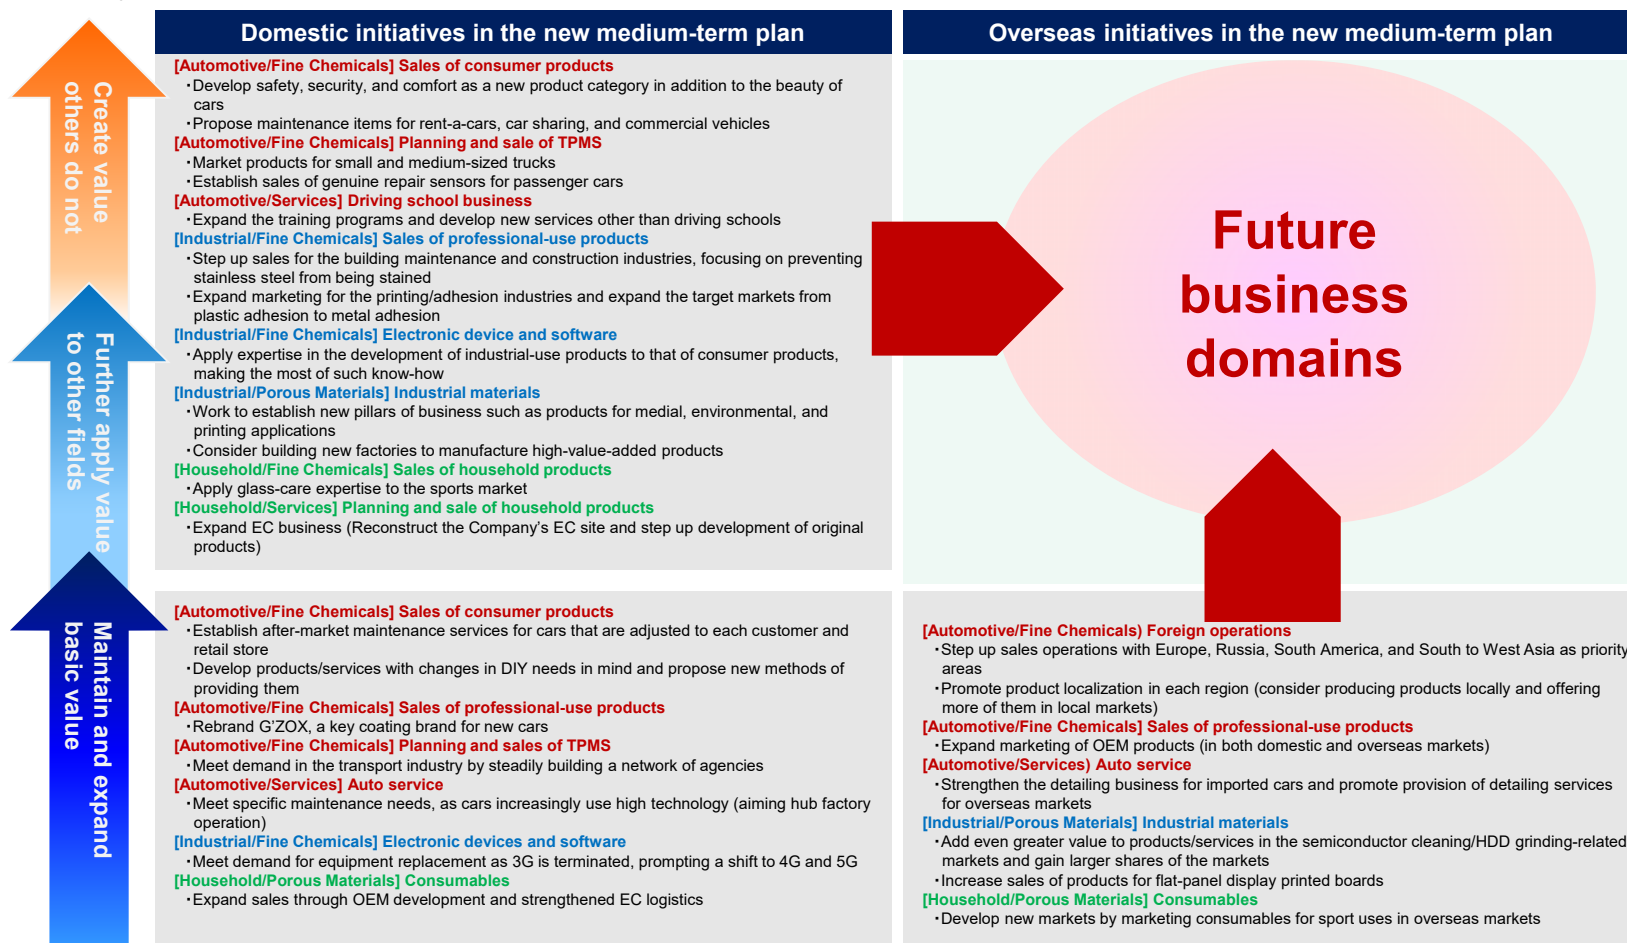 Domestic initiatives in the new medium-term plan
[Automotive/Fine Chemicals] Sales of consumer products
・Develop safety, security, and comfort as a new product category in addition to the beauty of
cars
・Propose maintenance items for rent-a-cars, car sharing, and commercial vehicles
[Automotive/Fine Chemicals] Planning and sale of TPMS
・Market products for small and medium-sized trucks
・Establish sales of genuine repair sensors for passenger cars
[Automotive/Services] Driving school business
・Expand the training programs and develop new services other than driving schools
[Industrial/Fine Chemicals] Sales of professional-use products
・Step up sales for the building maintenance and construction industries, focusing on preventing
stainless steel from being stained
・Expand marketing for the printing/adhesion industries and expand the target markets from
plastic adhesion to metal adhesion
[Industrial/Fine Chemicals] Electronic device and software
・Apply expertise in the development of industrial-use products to that of consumer products,
making the most of such know-how
[Industrial/Porous Materials] Industrial materials
・Work to establish new pillars of business such as products for medial, environmental, and
printing applications
・Consider building new factories to manufacture high-value-added products
[Household/Fine Chemicals] Sales of household products
・Apply glass-care expertise to the sports market
[Household/Services] Planning and sale of household products
・Expand EC business (Reconstruct the Company's EC site and step up development of original
products)
Overseas initiatives in the new medium-term plan
Future
business
domains
Create value
others do not
Further apply value
to other fields
Maintain and expand
basic value
[Automotive/Fine Chemicals] Sales of consumer products
・Establish after-market maintenance services for cars that are adjusted to each customer and
retail store
・Develop products/services with changes in DIY needs in mind and propose new methods of
providing them
[Automotive/Fine Chemicals] Sales of professional-use products
・Rebrand G'ZOX, a key coating brand for new cars
[Automotive/Fine Chemicals] Planning and sales of TPMS
・Meet demand in the transport industry by steadily building a network of agencies
[Automotive/Services] Auto service
・Meet specific maintenance needs, as cars increasingly use high technology (aiming hub factory
operation)
[Industrial/Fine Chemicals] Electronic devices and software
・Meet demand for equipment replacement as 3G is terminated, prompting a shift to 4G and 5G
[Household/Porous Materials] Consumables
・Expand sales through OEM development and strengthened EC logistics
[Automotive/Fine Chemicals) Foreign operations
・Step up sales operations with Europe, Russia, South America, and South to West Asia as priority
areas
・Promote product localization in each region (consider producing products locally and offering
more of them in local markets)
[Automotive/Fine Chemicals] Sales of professional-use products
・Expand marketing of OEM products (in both domestic and overseas markets)
[Automotive/Services) Auto service
・Strengthen the detailing business for imported cars and promote provision of detailing services
for overseas markets
[Industrial/Porous Materials] Industrial materials
・Add even greater value to products/services in the semiconductor cleaning/HDD grinding-related
markets and gain larger shares of the markets
・Increase sales of products for flat-panel display printed boards
[Household/Porous Materials] Consumables
・Develop new markets by marketing consumables for sport uses in overseas markets